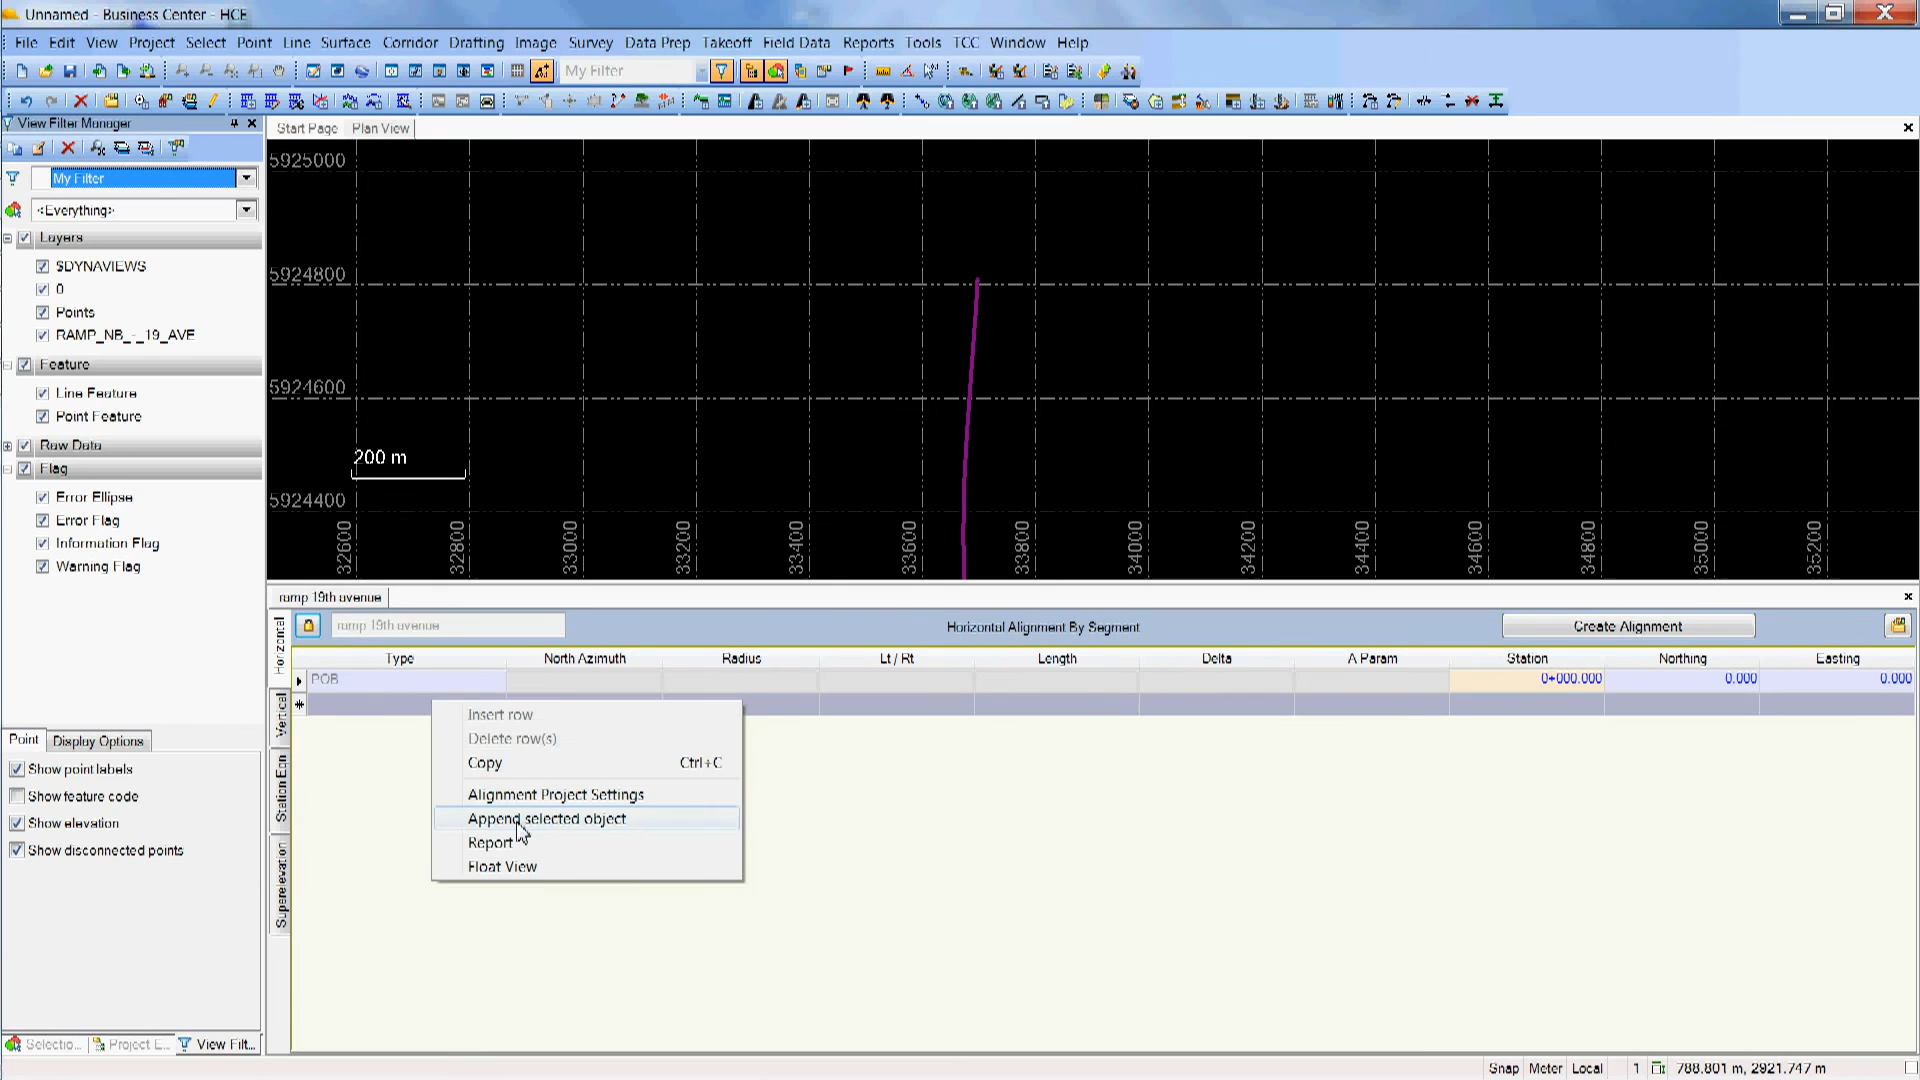 Unnamed - Business Center - HCE
File Edit View Project Select Point Line Surface Corridor Drafting Image Survey Data Prep Takeoff Field Data Reports Tools TCC Window Help
My Filter
View Filter Manager
Start Page Plan View
My Filter
<Everything>
Layers
$DYNAVIEWS
0
Points
RAMP_NB_-_19_AVE
Feature
Line Feature
Point Feature
Raw Data
Flag
Error Ellipse
Error Flag
Information Flag
Warning Flag
5925000
5924800
5924600
200 m
5924400
32600 32800 33000 33200 33400 33600 33800 34000 34200 34400 34600 34800 35000 35200
ramp 19th avenue
Horizontal
Vertical
Station Eqn
Superelevation
ramp 19th avenue Horizontal Alignment By Segment Create Alignment
Type North Azimuth Radius Lt / Rt Length Delta A Param Station Northing Easting
POB 0+000.000 0.000 0.000
Insert row
Delete row(s)
Copy Ctrl+C
Alignment Project Settings
Append selected object
Report
Float View
Point Display Options
Show point labels
Show feature code
Show elevation
Show disconnected points
Selectio... Project E... View Filt...
Snap Meter Local 1 788.801 m, 2921.747 m